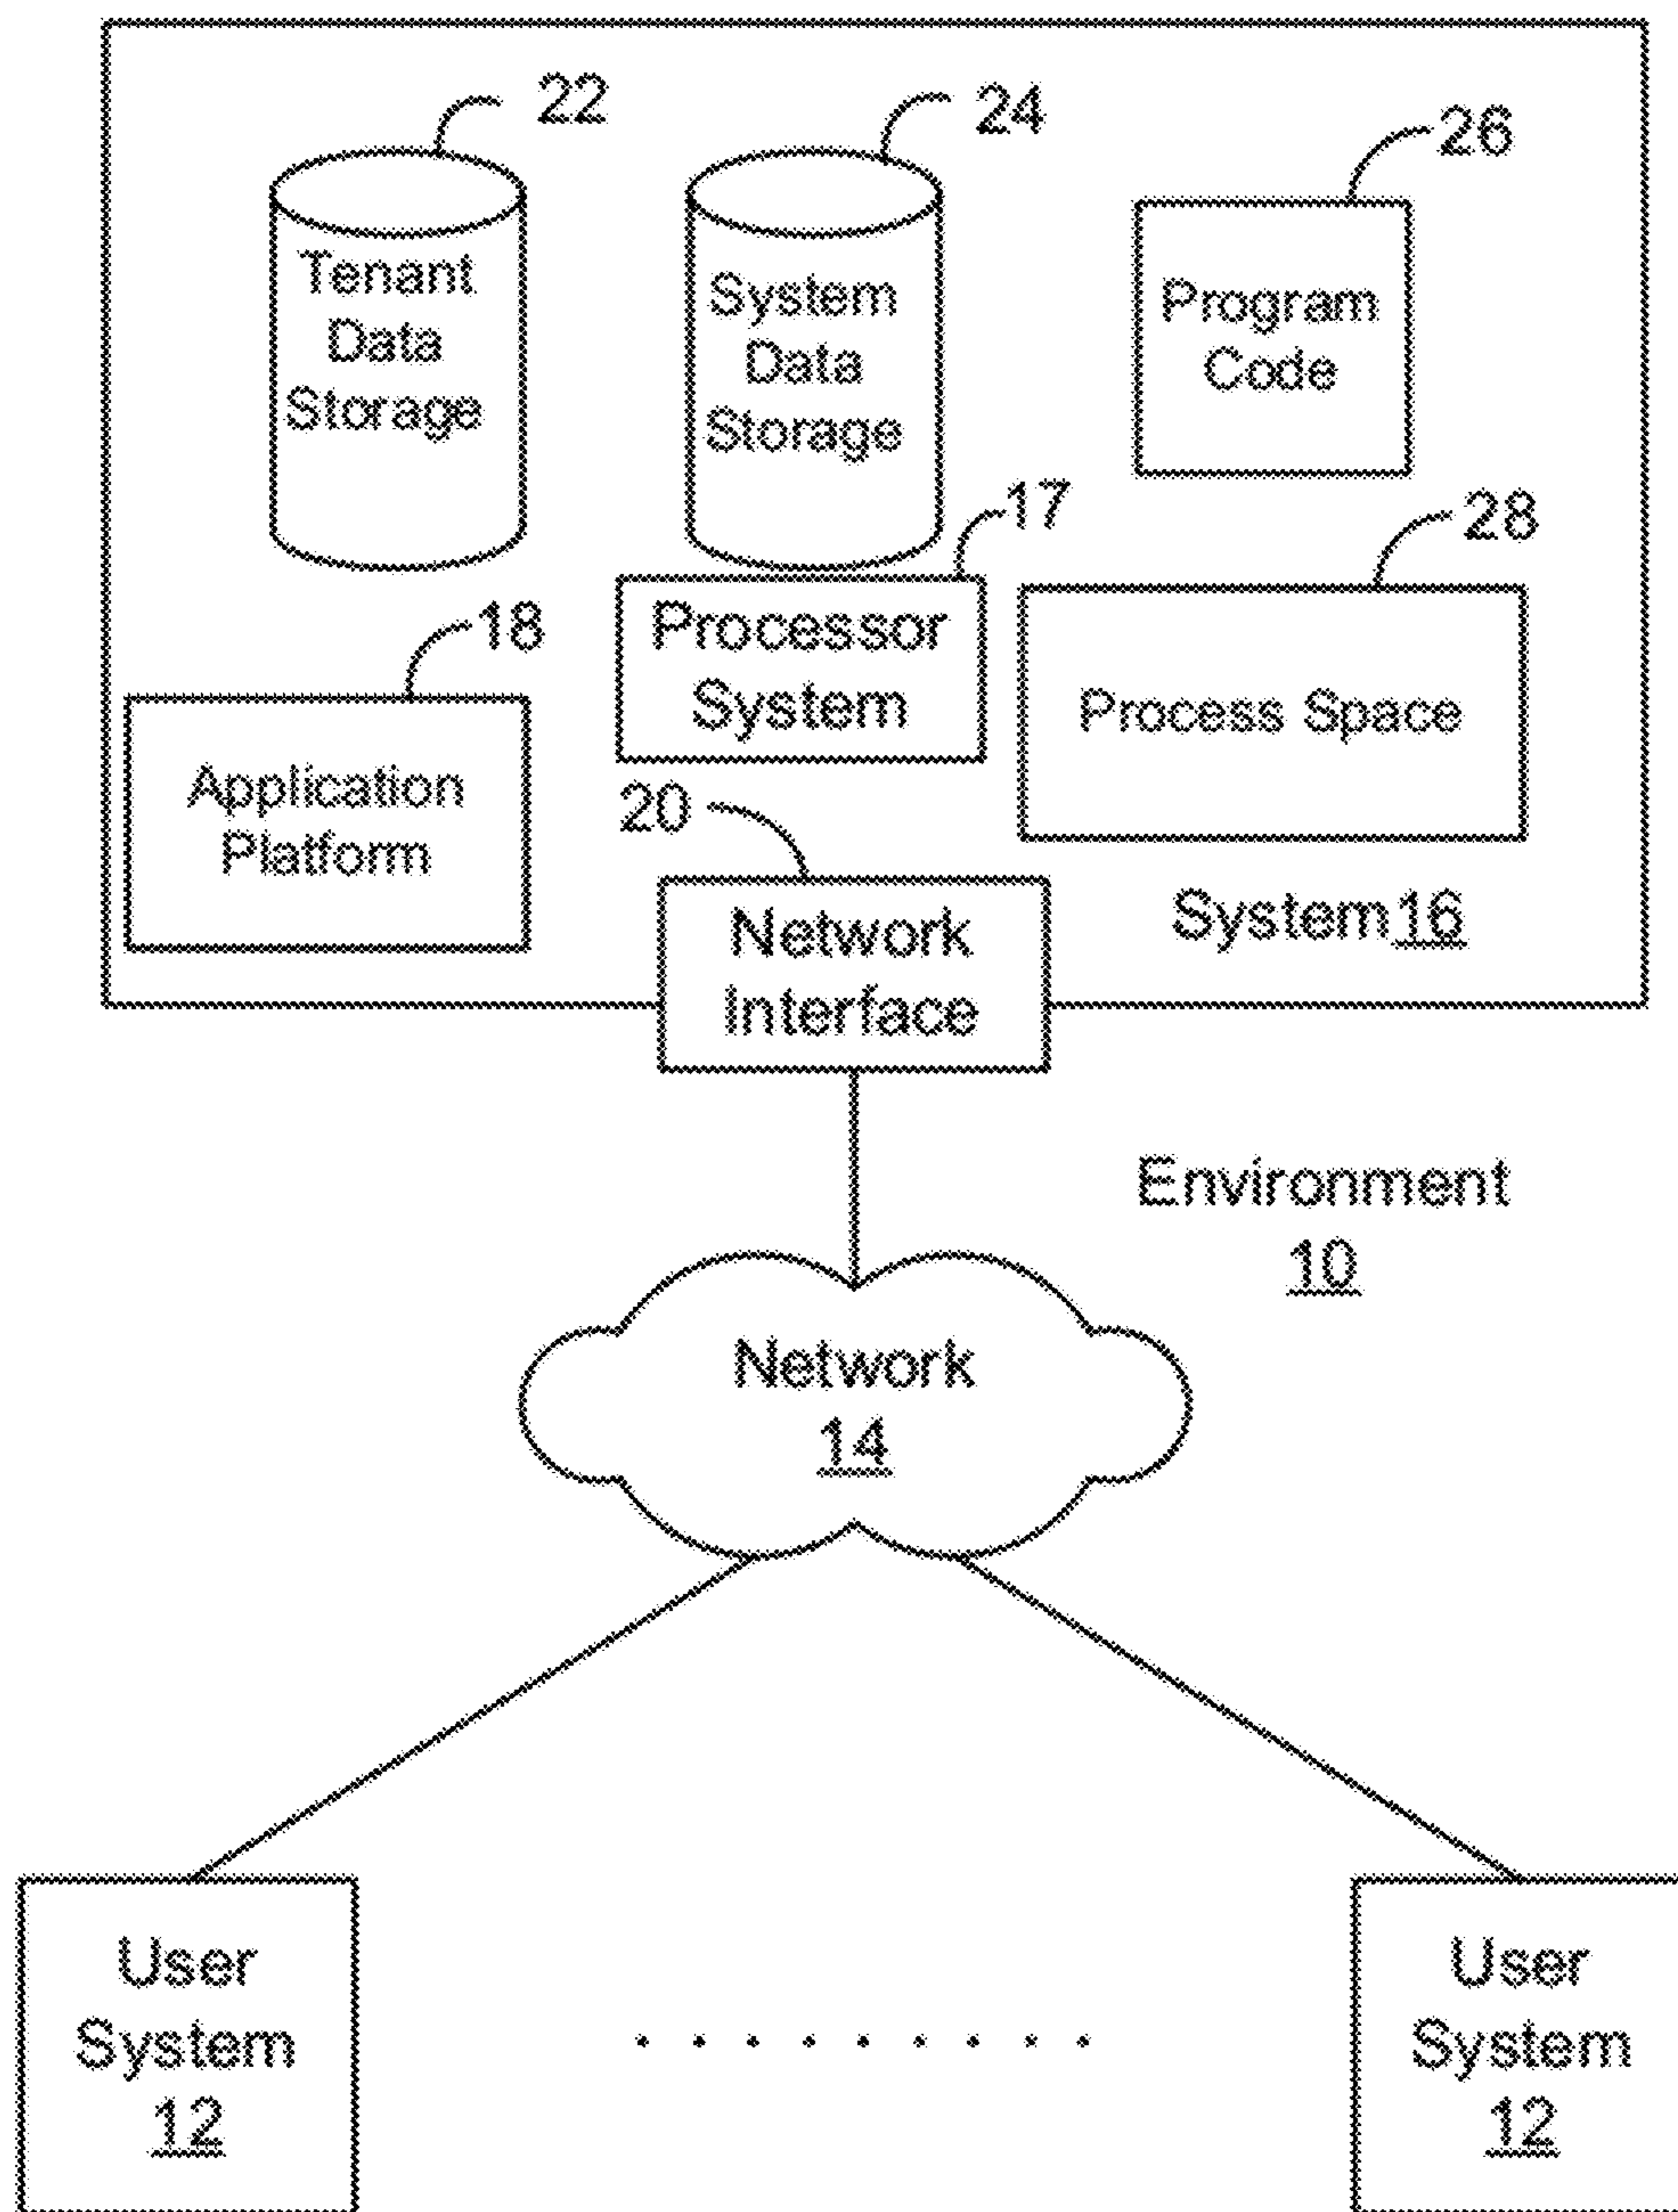 22
24
26
Tenant
Data
Storage
System
Data
Storage
Program
Code
17
28
18
Processor
System
Process Space
Application
Platform
20
Network
Interface
System 16
Environment
10
Network
14
User
System
12
. . . . . . . . .
User
System
12